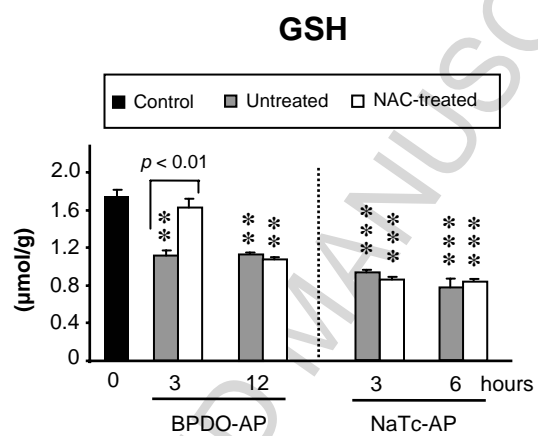 GSH
Control Untreated NAC-treated
2.0
1.6
1.2
0.8
0.4
0
(µmol/g)
p < 0.01
** ** ** *** *** *** ***
0 3 12 3 6 hours
BPDO-AP NaTc-AP
D MANUSC